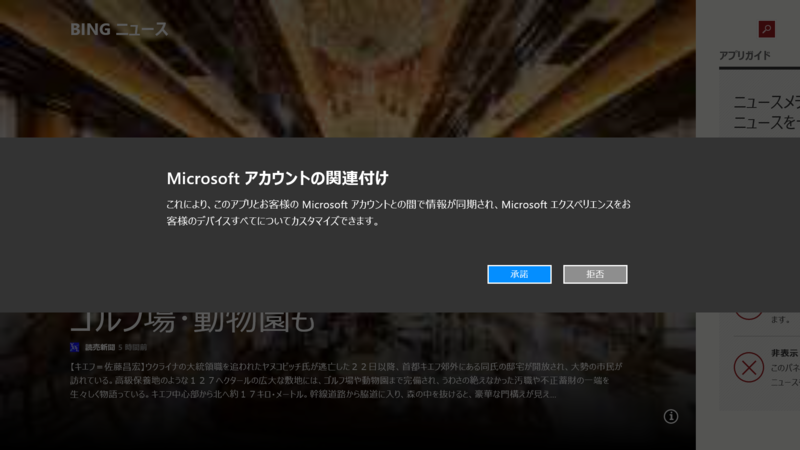 BING ニュース
アプリガイド
ニュースメデ
ニュースを一
Microsoft アカウントの関連付け
これにより、このアプリとお客様の Microsoft アカウントとの間で情報が同期され、Microsoft エクスペリエンスをお
客様のデバイスすべてについてカスタマイズできます。
承諾
拒否
ゴルフ場・動物園も
読売新聞 5 時間前
【キエフ=佐藤昌宏】ウクライナの大統領職を追われたヤヌコビッチ氏が逃亡した２２日以降、首都キエフ郊外にある同氏の邸宅が開放され、大勢の市民が
訪れている。高級保養地のような１２７ヘクタールの広大な敷地には、ゴルフ場や動物園まで完備され、うわさの絶えなかった汚職や不正蓄財の一端を
生々しく物語っている。キエフ中心部から北へ約１７キロ・メートル。幹線道路から脇道に入り、森の中を抜けると、豪華な門構えが見え...
ます。
非表示
このパネ
ニュース